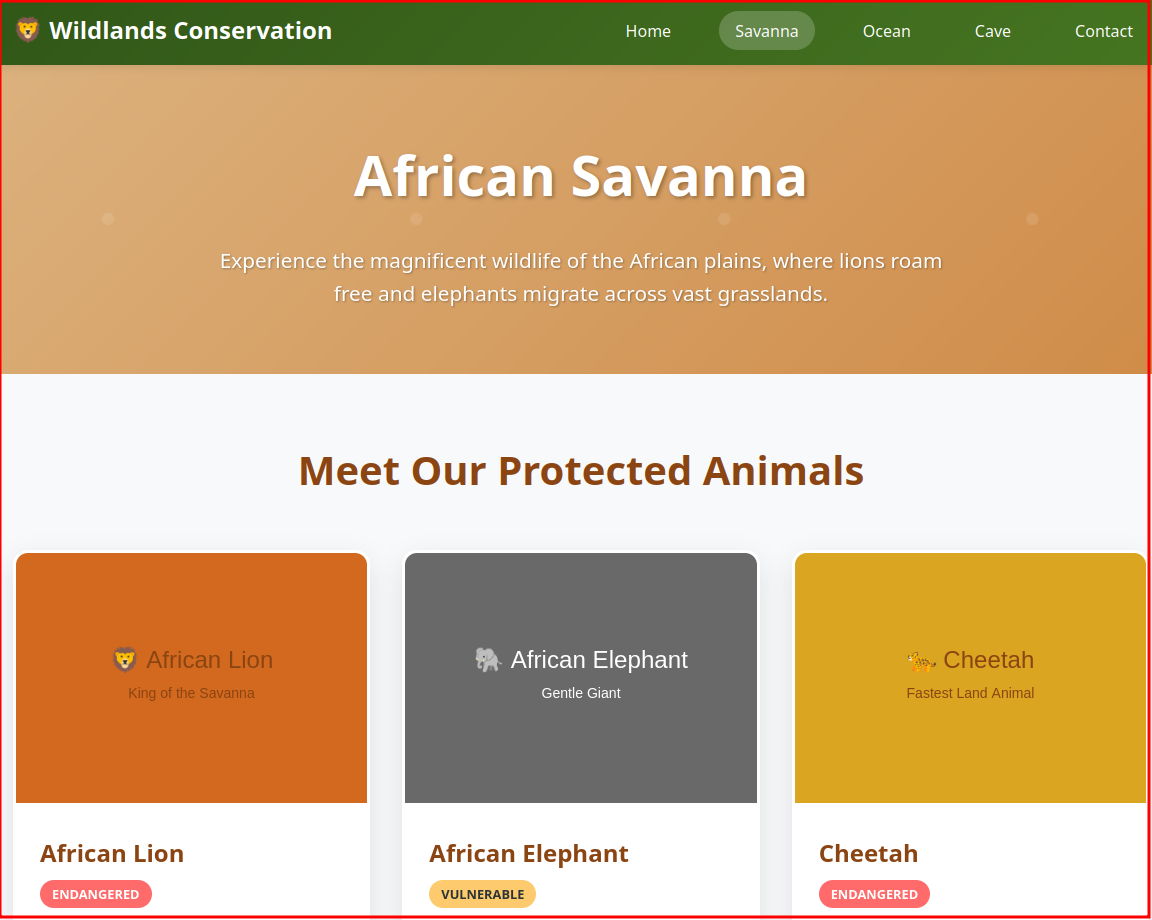 🦁 Wildlands Conservation
Home Savanna Ocean Cave Contact
African Savanna
Experience the magnificent wildlife of the African plains, where lions roam
free and elephants migrate across vast grasslands.
Meet Our Protected Animals
🦁 African Lion
King of the Savanna
🐘 African Elephant
Gentle Giant
🐆 Cheetah
Fastest Land Animal
African Lion
ENDANGERED
African Elephant
VULNERABLE
Cheetah
ENDANGERED